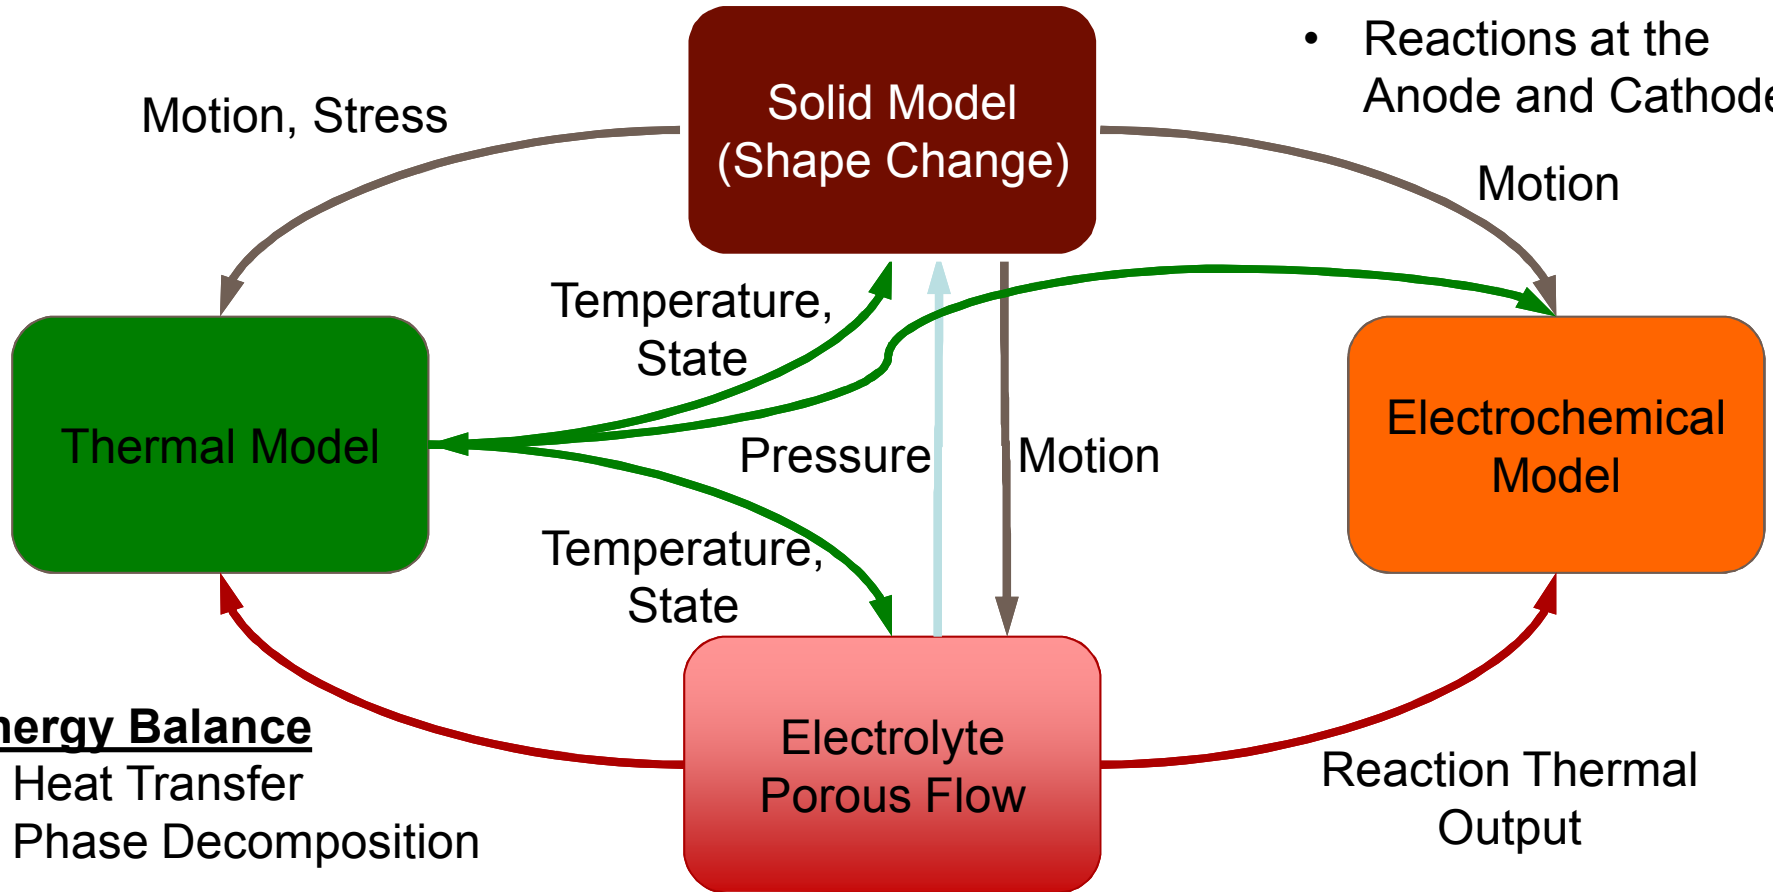 • Reactions at the
Anode and Cathode
Motion, Stress
Solid Model
(Shape Change)
Motion
Temperature,
State
Thermal Model
Pressure
Motion
Electrochemical
Model
Temperature,
State
nergy Balance
Heat Transfer
Phase Decomposition
Electrolyte
Porous Flow
Reaction Thermal
Output